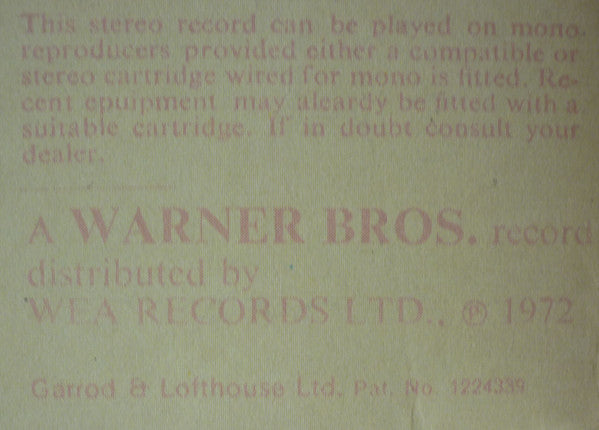 This stereo record can be played on mono.
reproducers provided either a compatible or
stereo cartridge wired for mono is fitted. Re-
cent epuipment may aleardy be fitted with a
suitable cartridge. If in doubt consult your
dealer.
A WARNER BROS. record
distributed by
WEA RECORDS LTD., ℗ 1972
Garrod & Lofthouse Ltd. Pat. No. 1224339